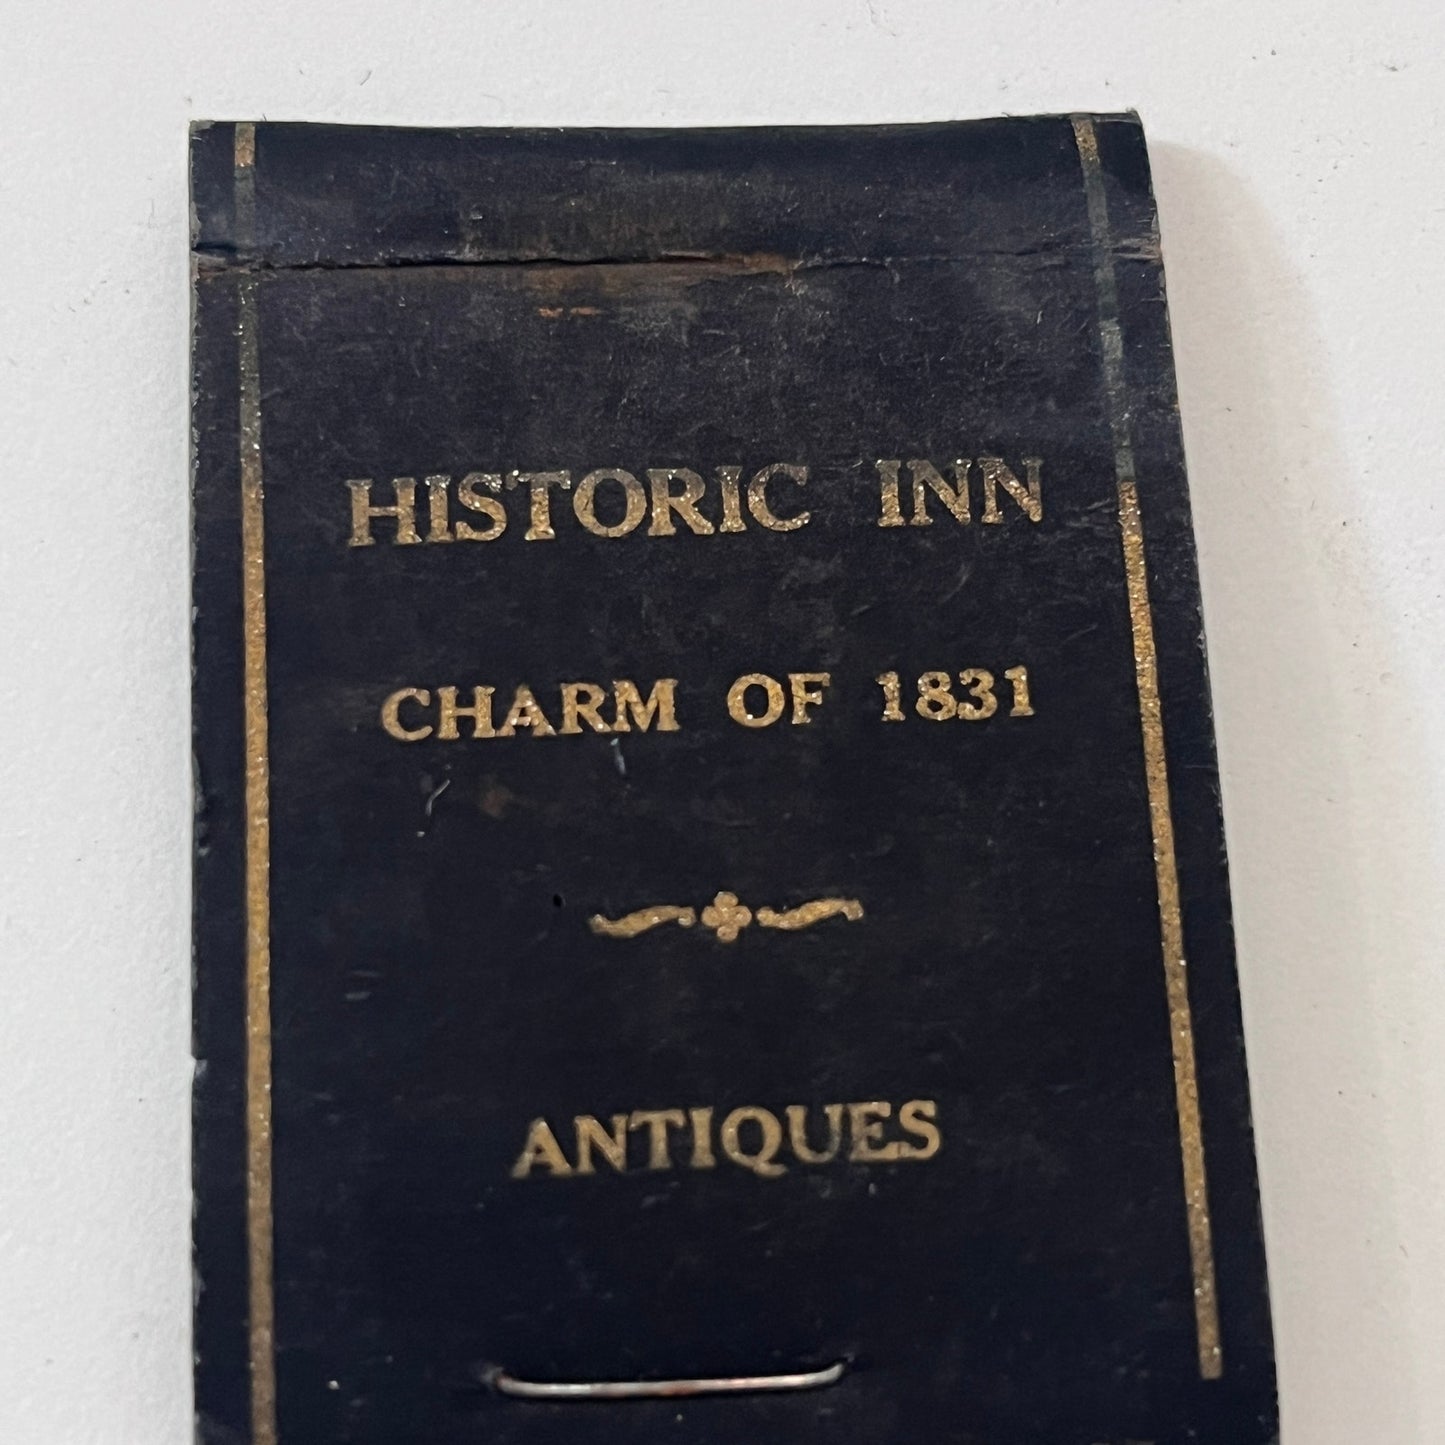 HISTORIC INN
CHARM OF 1831
ANTIQUES